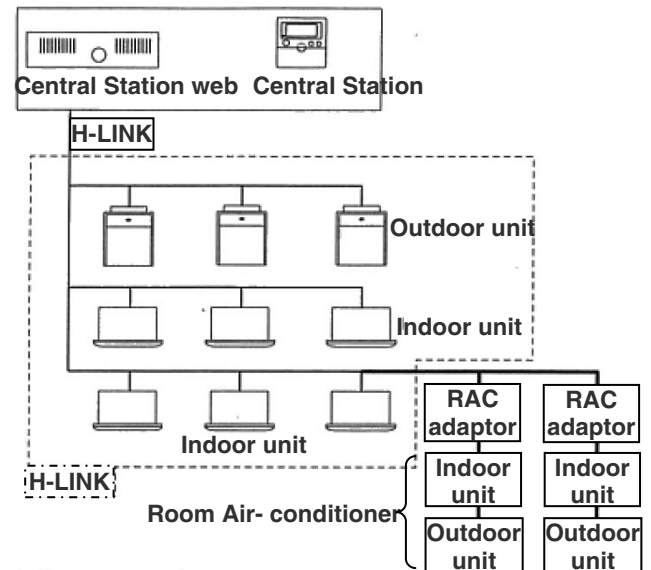 Central Station web Central Station
H-LINK
Outdoor unit
Indoor unit
Indoor unit
H-LINK
RAC
adaptor
RAC
adaptor
Room Air- conditioner
Indoor
unit
Indoor
unit
Outdoor
unit
Outdoor
unit